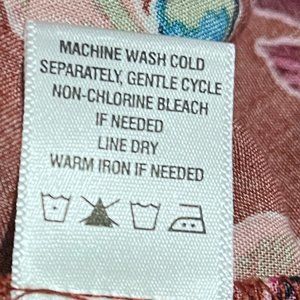 MACHINE WASH COLD
SEPARATELY, GENTLE CYCLE
NON-CHLORINE BLEACH
IF NEEDED
LINE DRY
WARM IRON IF NEEDED